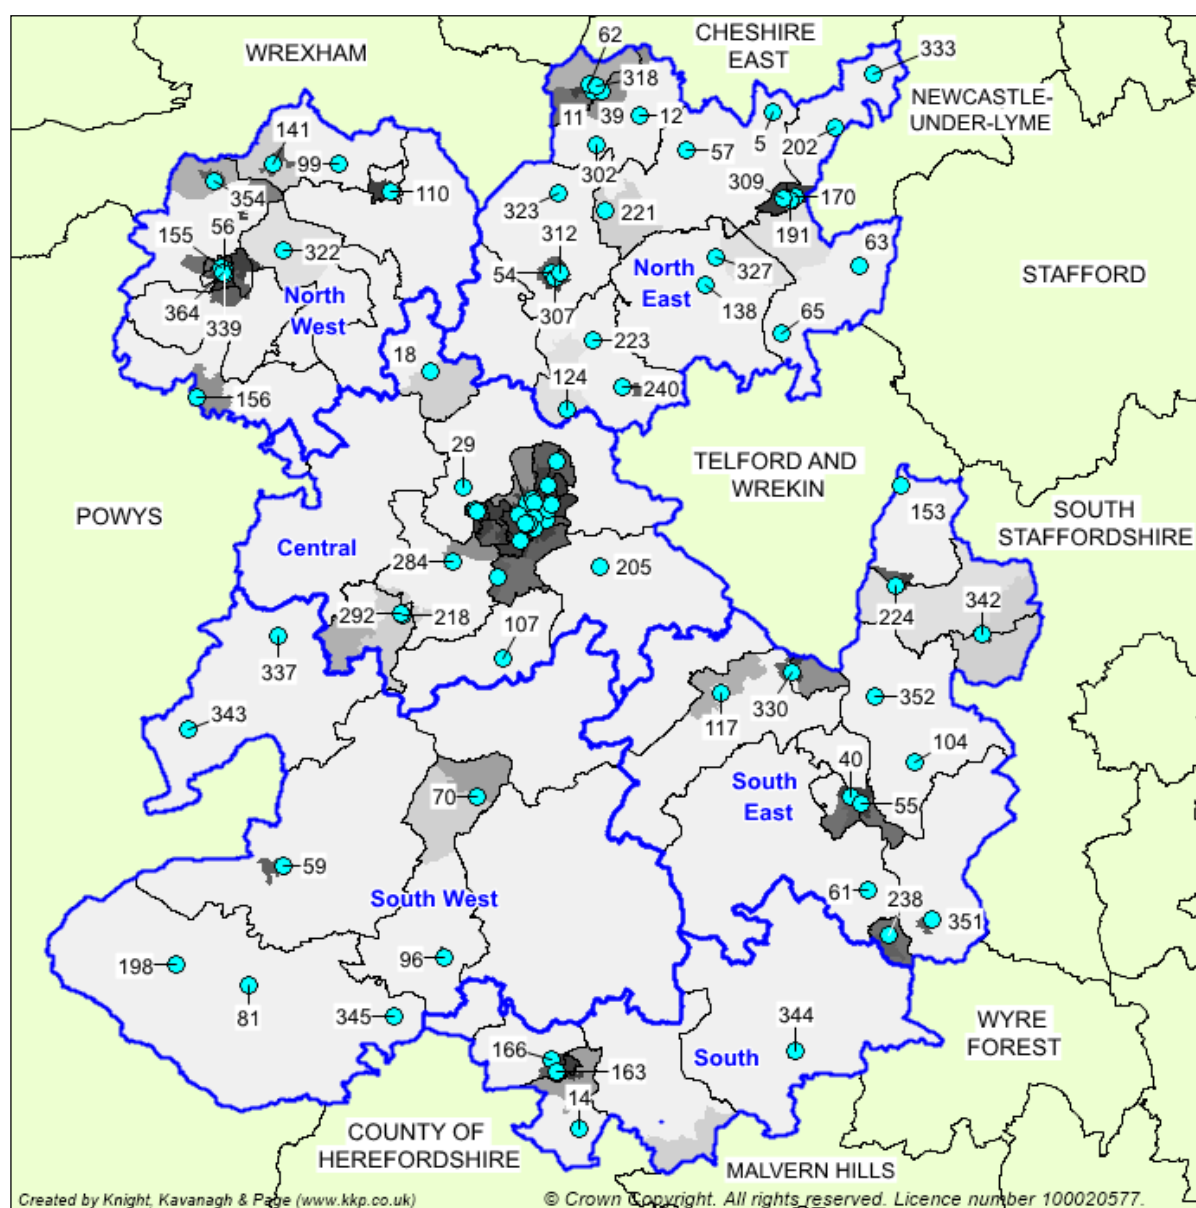 WREXHAM
CHESHIRE
EAST
NEWCASTLE-
UNDER-LYME
STAFFORD
TELFORD AND
WREKIN
SOUTH
STAFFORDSHIRE
POWYS
WYRE
FOREST
COUNTY OF
HEREFORDSHIRE
MALVERN HILLS
North
West
North
East
Central
South
East
South West
South
62
318
333
11
39
12
5
202
141
99
302
57
110
354
309
170
323
221
191
155
56
322
312
63
54
327
364
339
307
138
65
18
223
156
124
240
29
153
284
205
224
342
292
218
107
337
330
352
343
117
104
70
40
55
59
61
238
351
198
96
81
345
344
166
163
14
Created by Knight, Kavanagh & Page (www.kkp.co.uk)
© Crown Copyright. All rights reserved. Licence number 100020577.